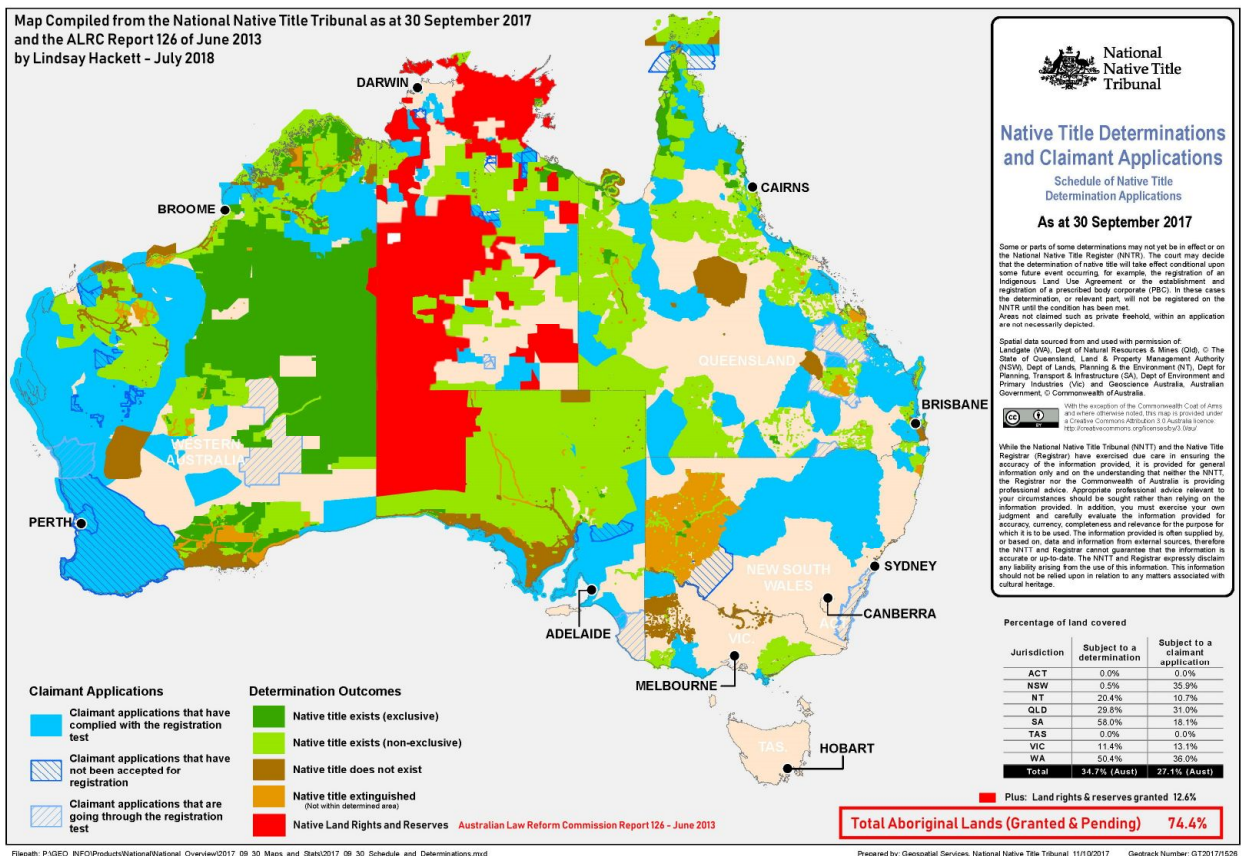 Map Compiled from the National Native Title Tribunal as at 30 September 2017
and the ALRC Report 126 of June 2013
by Lindsay Hackett - July 2018
DARWIN
BROOME
CAIRNS
QUEENSLAND
BRISBANE
WESTERN
AUSTRALIA
PERTH
SYDNEY
NEW SOUTH
WALES
CANBERRA
ADELAIDE
VIC.
MELBOURNE
TAS.
HOBART
National
Native Title
Tribunal
Native Title Determinations
and Claimant Applications
Schedule of Native Title
Determination Applications
As at 30 September 2017
Some or parts of some determinations may not yet be in effect or on
the National Native Title Register (NNTR). The court may decide
that the determination of native title will take effect conditional upon
some future event occurring, for example, the registration of an
Indigenous Land Use Agreement or the establishment and
registration of a prescribed body corporate (PBC). In these cases
the determination, or relevant part, will not be registered on the
NNTR until the condition has been met.
Areas not claimed such as private freehold, within an application
are not necessarily depicted.
Spatial data sourced from and used with permission of:
Landgate (WA), Dept of Natural Resources & Mines (Qld), © The
State of Queensland, Land & Property Management Authority
(NSW), Dept of Lands, Planning & the Environment (NT), Dept for
Planning, Transport & Infrastructure (SA), Dept of Environment and
Primary Industries (Vic) and Geoscience Australia, Australian
Government, © Commonwealth of Australia.
cc BY
With the exception of the Commonwealth Coat of Arms
and where otherwise noted, this map is provided under
a Creative Commons Attribution 3.0 Australia licence.
http://creativecommons.org/licenses/by/3.0/au/
While the National Native Title Tribunal (NNTT) and the Native Title
Registrar (Registrar) have exercised due care in ensuring the
accuracy of the information provided, it is provided for general
information only and on the understanding that neither the NNTT,
the Registrar nor the Commonwealth of Australia is providing
professional advice. Appropriate professional advice relevant to
your circumstances should be sought rather than relying on the
information provided. In addition, you must exercise your own
judgment and carefully evaluate the information provided for
accuracy, currency, completeness and relevance for the purpose for
which it is to be used. The information provided is often supplied by,
or based on, data and information from external sources, therefore
the NNTT and Registrar cannot guarantee that the information is
accurate or up-to-date. The NNTT and Registrar expressly disclaim
any liability arising from the use of this information. This information
should not be relied upon in relation to any matters associated with
cultural heritage.
Percentage of land covered
Jurisdiction Subject to a determination Subject to a claimant application
ACT 0.0% 0.0%
NSW 0.5% 35.9%
NT 20.4% 10.7%
QLD 29.8% 31.0%
SA 58.0% 18.1%
TAS 0.0% 0.0%
VIC 11.4% 13.1%
WA 50.4% 36.0%
Total 34.7% (Aust) 27.1% (Aust)
Plus: Land rights & reserves granted 12.6%
Total Aboriginal Lands (Granted & Pending) 74.4%
Claimant Applications
Claimant applications that have
complied with the registration
test
Claimant applications that have
not been accepted for
registration
Claimant applications that are
going through the registration
test
Determination Outcomes
Native title exists (exclusive)
Native title exists (non-exclusive)
Native title does not exist
Native title extinguished
(Not within determined area)
Native Land Rights and Reserves Australian Law Reform Commission Report 126 - June 2013
Filepath: P:\GEO_INFO\Products\National\National_Overview\2017_09_30_Maps_and_Stats\2017_09_30_Schedule_and_Determinations.mxd
Prepared by: Geospatial Services, National Native Title Tribunal 11/10/2017 Geotrack Number: GT2017/1526